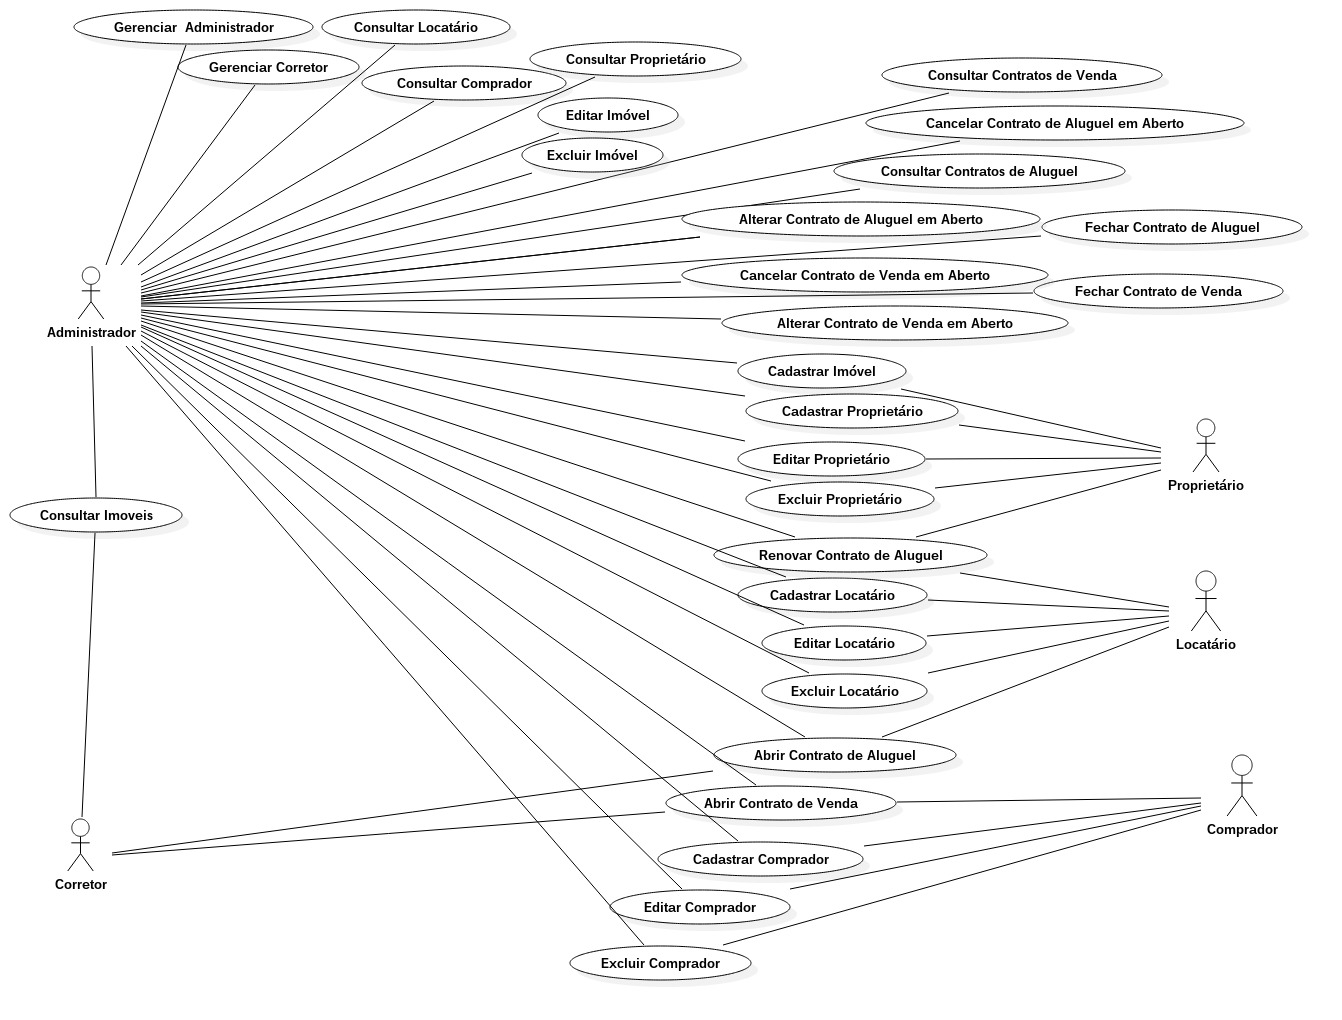 Gerenciar  Administrador
Consultar Locatário
Gerenciar Corretor
Consultar Proprietário
Consultar Comprador
Consultar Contratos de Venda
Editar Imóvel
Cancelar Contrato de Aluguel em Aberto
Excluir Imóvel
Consultar Contratos de Aluguel
Alterar Contrato de Aluguel em Aberto
Fechar Contrato de Aluguel
Cancelar Contrato de Venda em Aberto
Fechar Contrato de Venda
Alterar Contrato de Venda em Aberto
Administrador
Cadastrar Imóvel
Cadastrar Proprietário
Editar Proprietário
Proprietário
Excluir Proprietário
Consultar Imoveis
Renovar Contrato de Aluguel
Cadastrar Locatário
Editar Locatário
Locatário
Excluir Locatário
Abrir Contrato de Aluguel
Abrir Contrato de Venda
Comprador
Cadastrar Comprador
Corretor
Editar Comprador
Excluir Comprador